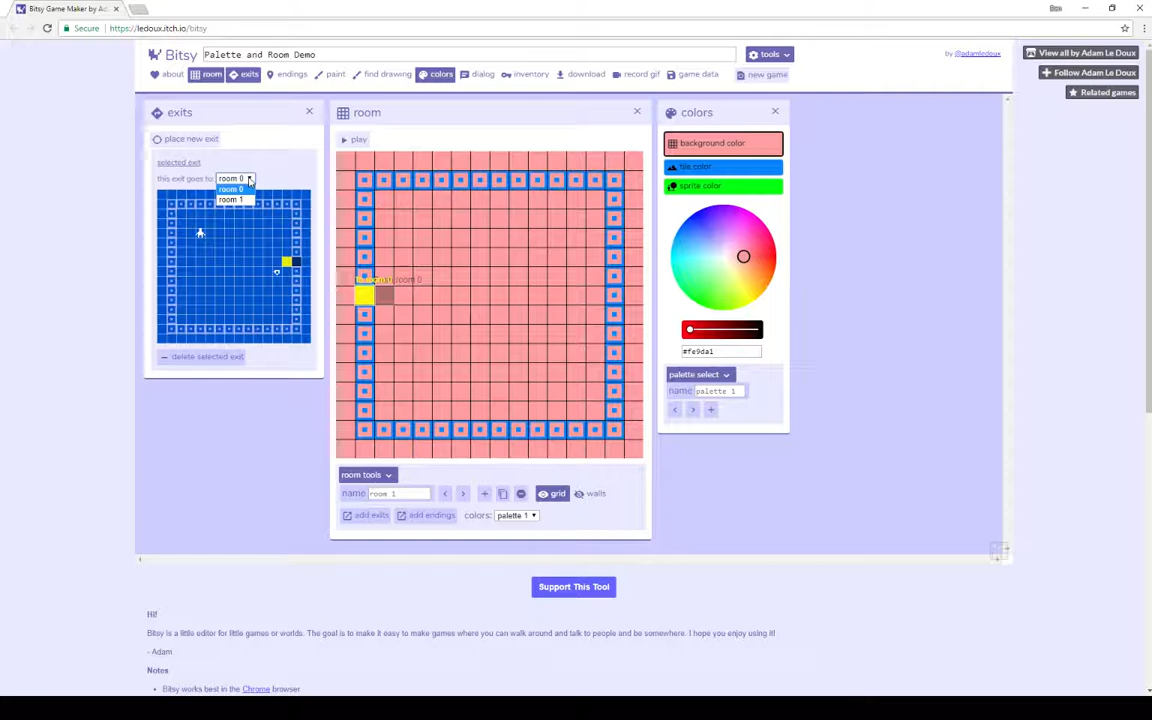 Bitsy Game Maker by Ad
Secure
https://ledoux.itch.io/bitsy
Bitsy
Palette and Room Demo
tools
by @adamledoux
View all by Adam Le Doux
Follow Adam Le Doux
Related games
about
room
exits
endings
paint
find drawing
colors
dialog
inventory
download
record gif
game data
new game
exits
place new exit
selected exit
this exit goes to: room 0
room 0
room 1
delete selected exit
room
play
room 0
room tools
name room 1
grid
walls
add exits
add endings
colors: palette 1
colors
background color
tile color
sprite color
#fe9da1
palette select
name palette 1
Support This Tool
Hi!
Bitsy is a little editor for little games or worlds. The goal is to make it easy to make games where you can walk around and talk to people and be somewhere. I hope you enjoy using it!
- Adam
Notes
Bitsy works best in the Chrome browser